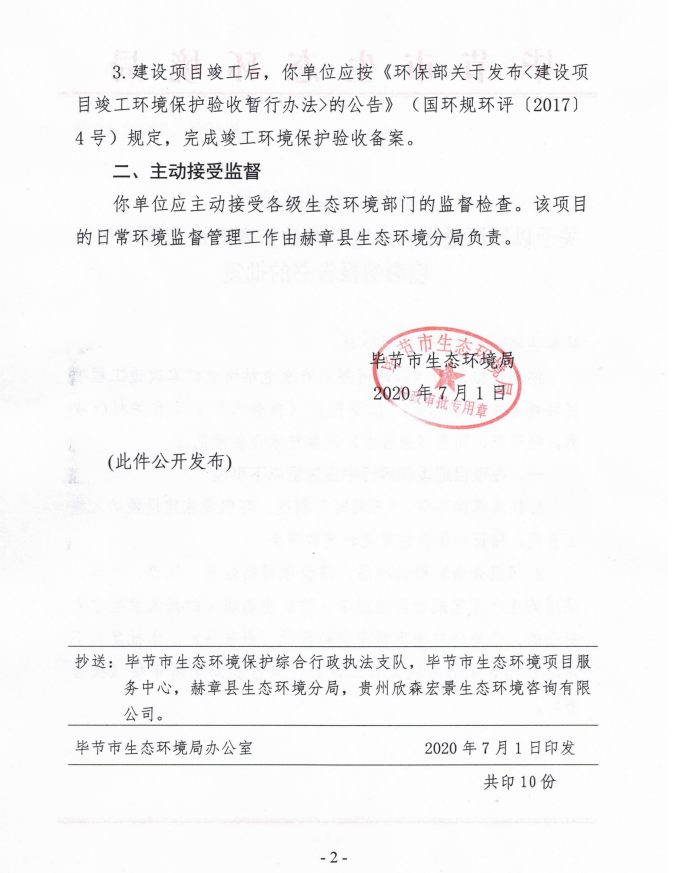 3.建设项目竣工后，你单位应按《环保部关于发布<建设项
目竣工环境保护验收暂行办法>的公告》（国环规环评〔2017〕
4号）规定，完成竣工环境保护验收备案。
二、主动接受监督
你单位应主动接受各级生态环境部门的监督检查。该项目
的日常环境监督管理工作由赫章县生态环境分局负责。
毕节市生态环境局
2020年7月1日
毕节市生态环境局
行政审批专用章
(此件公开发布)
抄送：毕节市生态环境保护综合行政执法支队，毕节市生态环境项目服
务中心，赫章县生态环境分局，贵州欣森宏景生态环境咨询有限
公司。
毕节市生态环境局办公室 2020年7月1日印发
共印10份
-2-